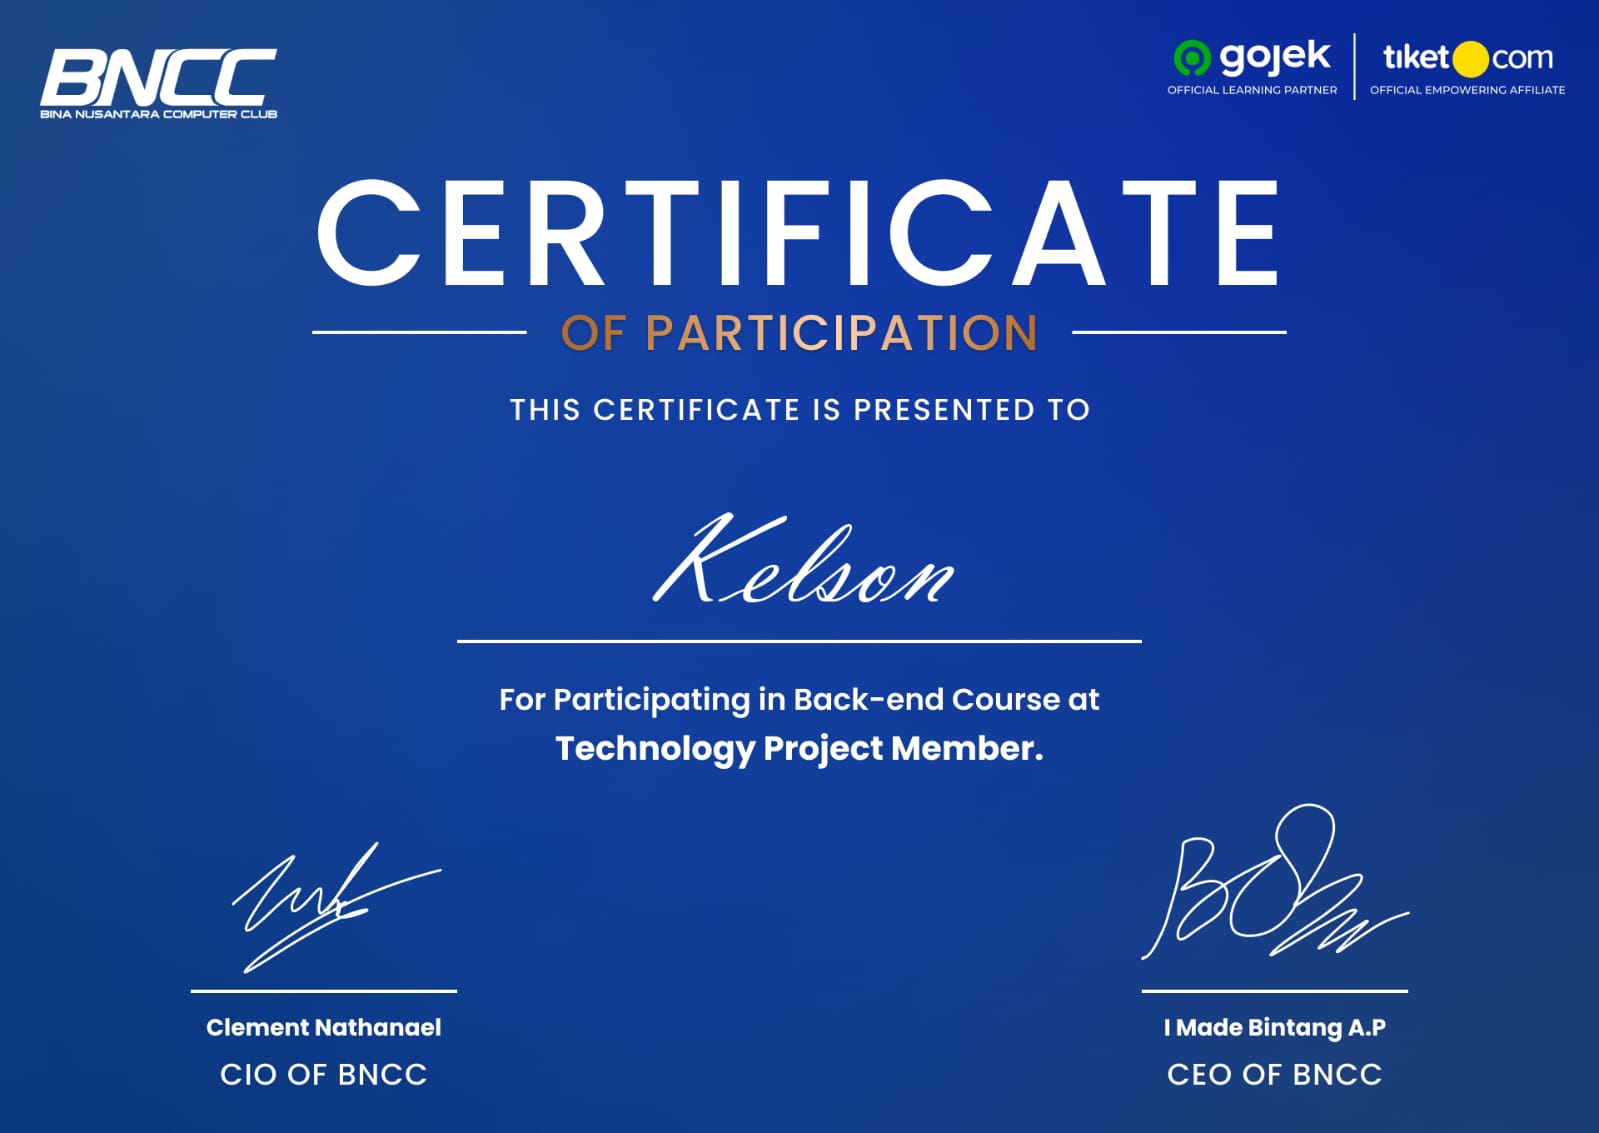 BNCC
BINA NUSANTARA COMPUTER CLUB
gojek
OFFICIAL LEARNING PARTNER
tiket.com
OFFICIAL EMPOWERING AFFILIATE
CERTIFICATE
OF PARTICIPATION
THIS CERTIFICATE IS PRESENTED TO
Kelson
For Participating in Back-end Course at
Technology Project Member.
Clement Nathanael
CIO OF BNCC
I Made Bintang A.P
CEO OF BNCC